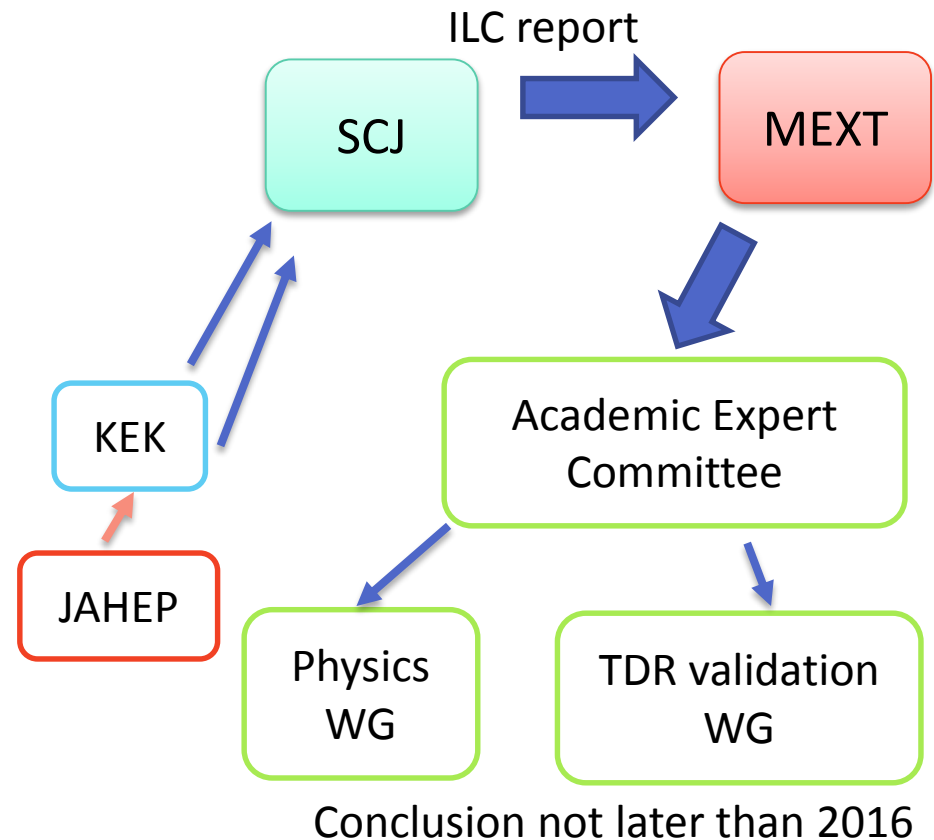 ILC report
SCJ
MEXT
KEK
Academic Expert
Committee
JAHEP
Physics
WG
TDR validation
WG
Conclusion not later than 2016